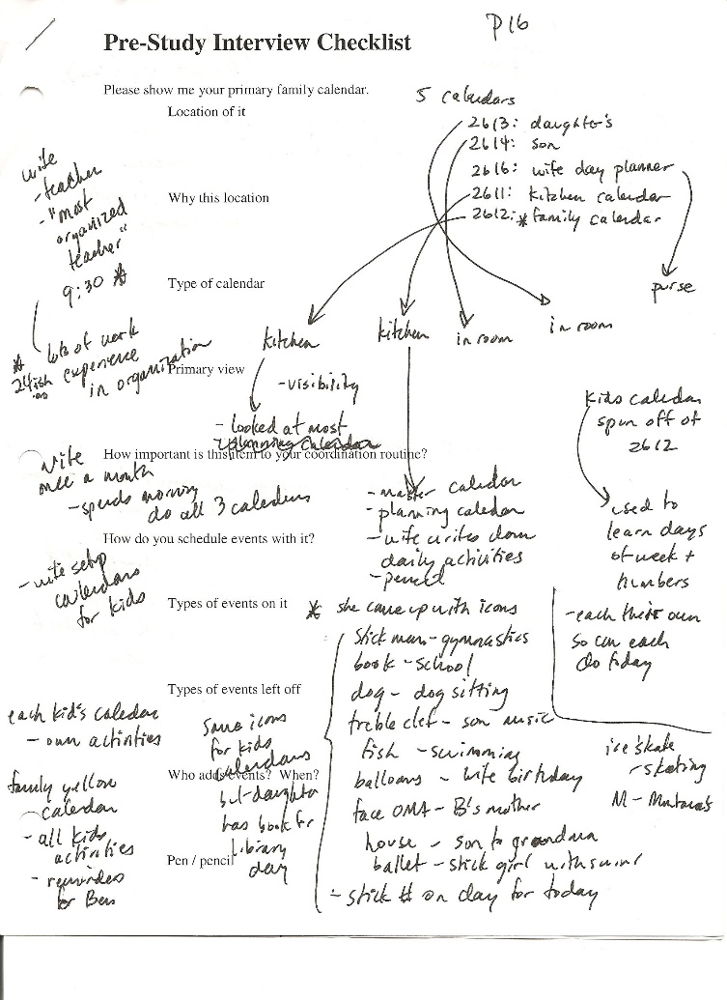 P16
Pre-Study Interview Checklist
Please show me your primary family calendar.
Location of it
5 calendars
2613: daughter's
2614: son
2616: wife day planner
2611: kitchen calendar
2612: * family calendar
wife
- teacher
- "most
organized
teacher"
9:30 *
Why this location
Type of calendar
purse
kitchen
kitchen
in room
in room
* lots of work
experience
in organization
Primary view
- visibility
- looked at most
planning calendar
Kids calendar
spun off of
2612
How important is this item to your coordination routine?
write
once a month
- spends morning
do all 3 calenders
- master calendar
- planning calendar
- wife writes down
daily activities
- pencil
used to
learn days
of week +
numbers
How do you schedule events with it?
- wife setup
calendars
for kids
- each their own
so can each
do today
Types of events on it
* she came up with icons
stick man - gymnastics
book - school
dog - dog sitting
treble clef - son music
fish - swimming
balloons - wife birthday
face OMA - B's mother
house - son to grandma
ballet - stick girl with
- stick # on day for today
ice skate
- skating
Types of events left off
each kid's calendar
- own activities
same icons
for kids
calendars
but - daughter
has book for
library
day
Who adds events? When?
family yellow
calendar
- all kids
activities
- reminders
for Ben
Pen / pencil